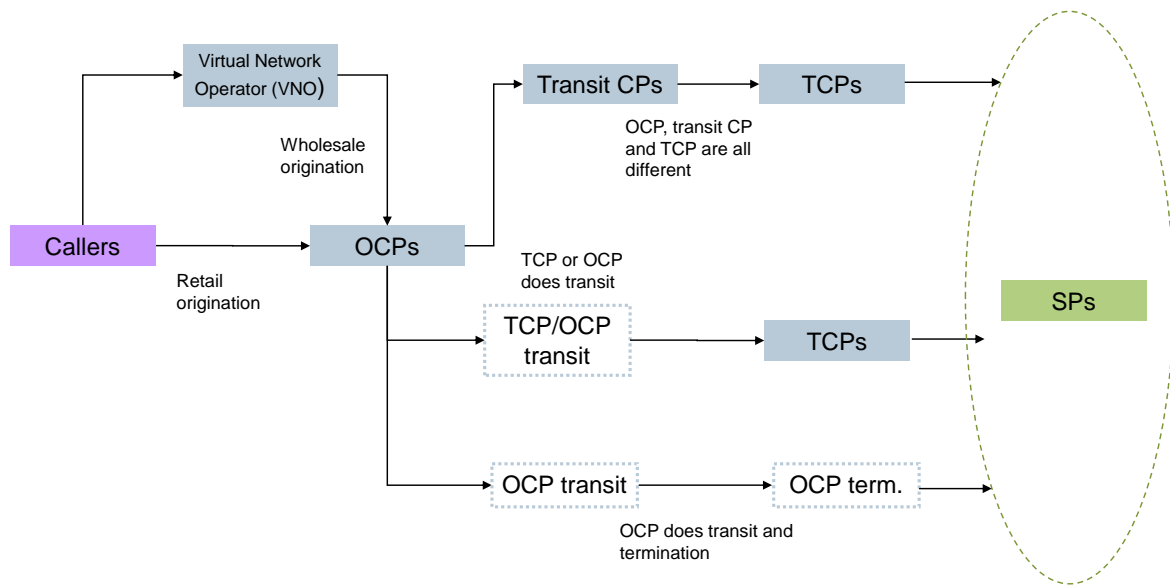 Virtual Network
Operator (VNO)
Transit CPs
TCPs
OCP, transit CP
and TCP are all
different
Wholesale
origination
Callers
OCPs
Retail
origination
TCP or OCP
does transit
TCP/OCP
transit
TCPs
SPs
OCP transit
OCP term.
OCP does transit and
termination